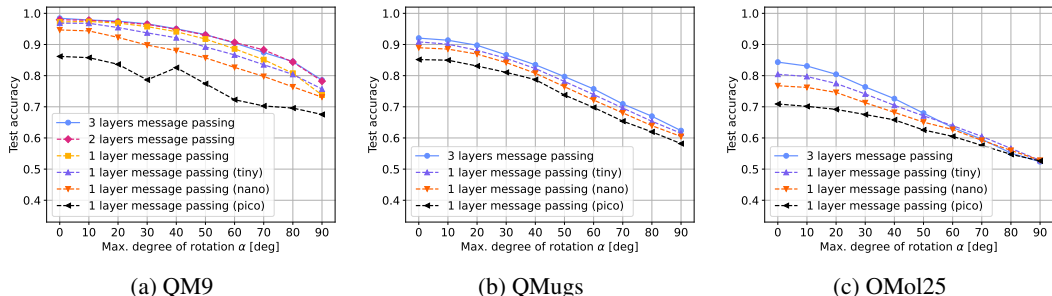 1.0
0.9
0.8
0.7
0.6
0.5
0.4
Test accuracy
3 layers message passing
2 layers message passing
1 layer message passing
1 layer message passing (tiny)
1 layer message passing (nano)
1 layer message passing (pico)
0 10 20 30 40 50 60 70 80 90
Max. degree of rotation α [deg]
(a) QM9
1.0
0.9
0.8
0.7
0.6
0.5
0.4
Test accuracy
3 layers message passing
1 layer message passing (tiny)
1 layer message passing (nano)
1 layer message passing (pico)
0 10 20 30 40 50 60 70 80 90
Max. degree of rotation α [deg]
(b) QMugs
1.0
0.9
0.8
0.7
0.6
0.5
0.4
Test accuracy
3 layers message passing
1 layer message passing (tiny)
1 layer message passing (nano)
1 layer message passing (pico)
0 10 20 30 40 50 60 70 80 90
Max. degree of rotation α [deg]
(c) OMol25